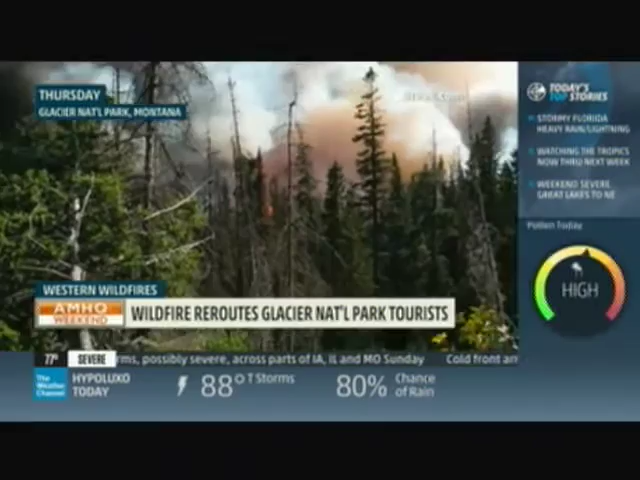 THURSDAY
GLACIER NAT'L PARK, MONTANA
TODAY'S
TOP STORIES
STORMY FLORIDA
HEAVY RAIN/LIGHTNING
WATCHING THE TROPICS
NOW THRU NEXT WEEK
WEEKEND SEVERE
GREAT LAKES TO NE
Pollen Today
HIGH
WESTERN WILDFIRES
AMHQ
WEEKEND
WILDFIRE REROUTES GLACIER NAT'L PARK TOURISTS
77° SEVERE rms, possibly severe, across parts of IA, IL and MO Sunday Cold front
The
Weather
Channel
HYPOLUXO
TODAY
88° T Storms
80% Chance
of Rain